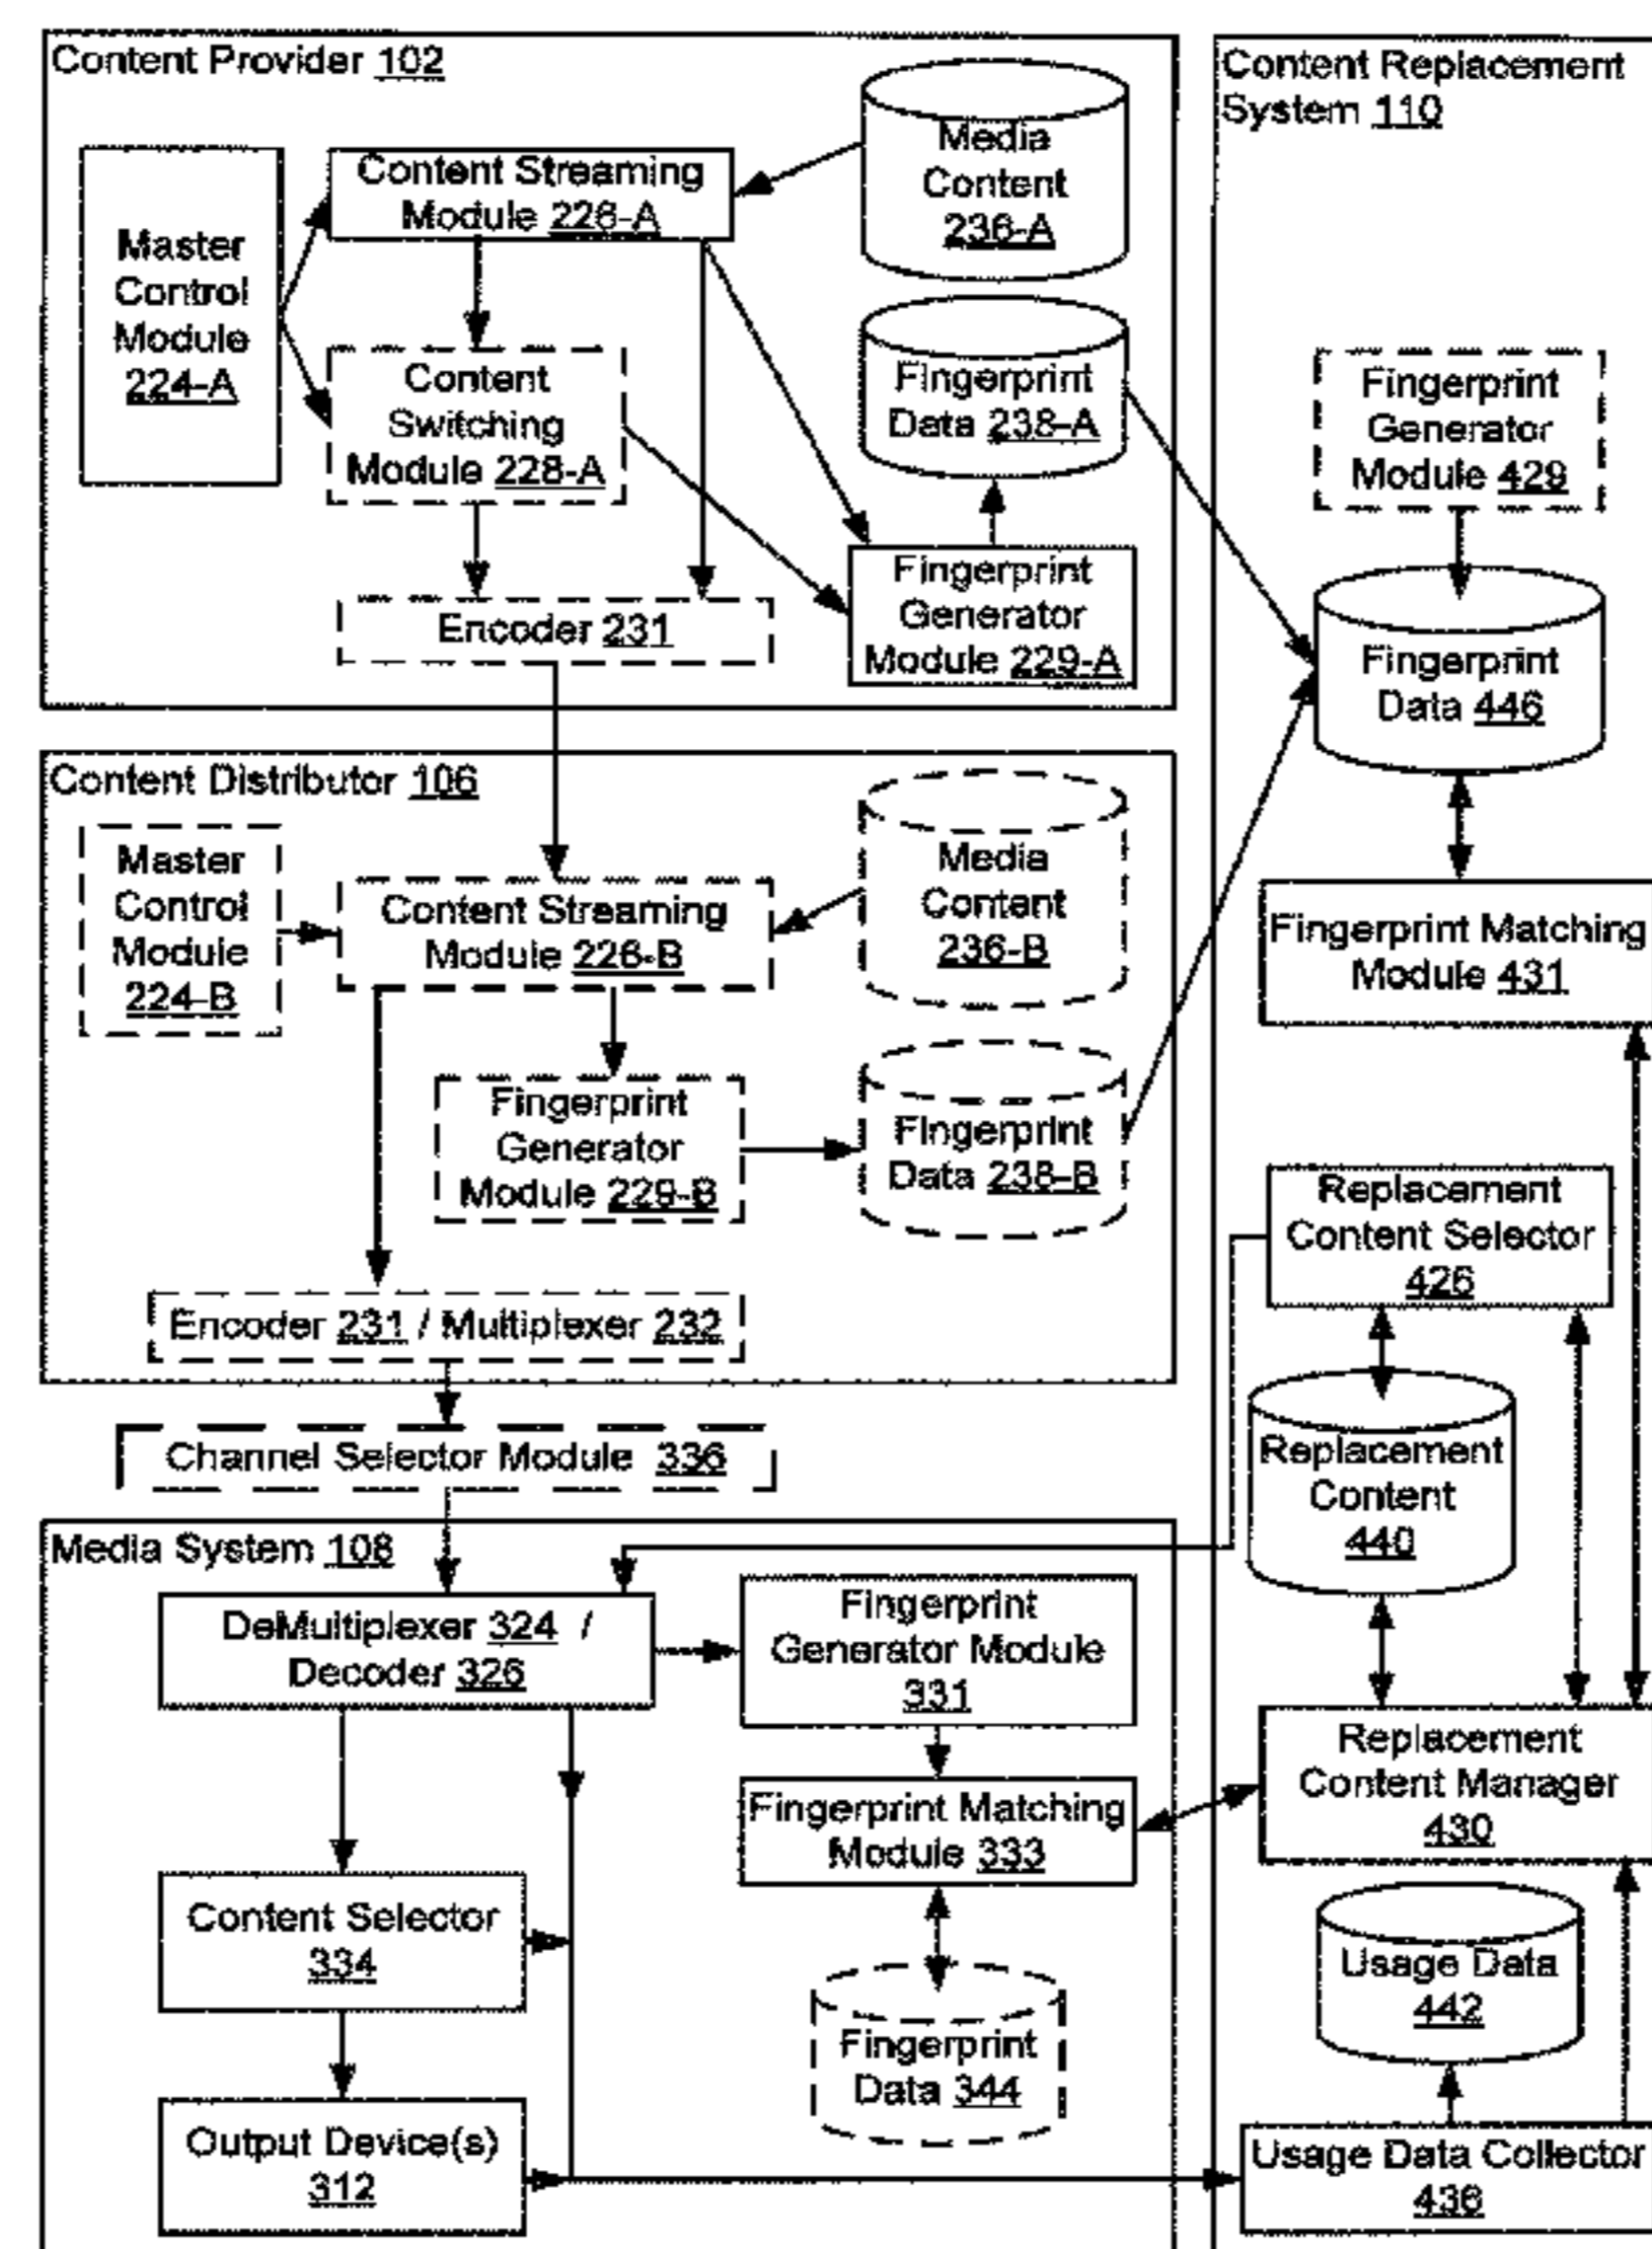 Content Provider 102
Master
Control
Module
224-A
Content Streaming
Module 226-A
Media
Content
236-A
Content
Switching
Module 228-A
Fingerprint
Data 238-A
Encoder 231
Fingerprint
Generator
Module 229-A
Content Distributor 106
Master
Control
Module
224-B
Content Streaming
Module 226-B
Media
Content
236-B
Fingerprint
Generator
Module 229-B
Fingerprint
Data 238-B
Encoder 231 / Multiplexer 232
Channel Selector Module 336
Media System 108
DeMultiplexer 324 /
Decoder 326
Fingerprint
Generator Module
331
Fingerprint Matching
Module 333
Content Selector
334
Fingerprint
Data 344
Output Device(s)
312
Content Replacement
System 110
Fingerprint
Generator
Module 429
Fingerprint
Data 446
Fingerprint Matching
Module 431
Replacement
Content Selector
426
Replacement
Content
440
Replacement
Content Manager
430
Usage Data
442
Usage Data Collector
436